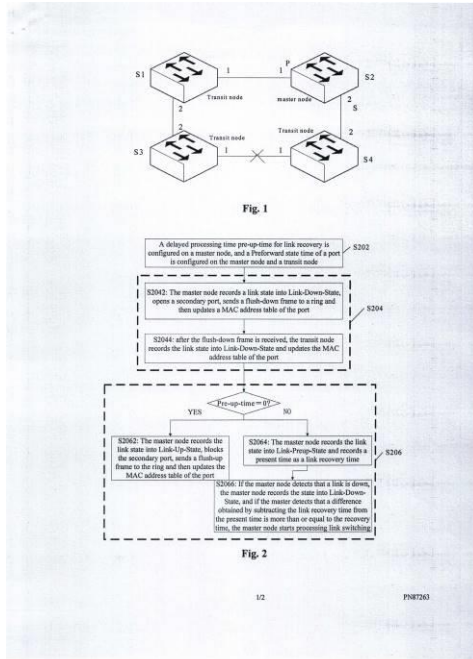 P
S1
1
1
S2
Transit node
master node
2
2
S
2
Transit node
Transit node
2
S3
1
1
S4
Fig. 1
A delayed processing time pre-up-time for link recovery is
configured on a master node, and a Preforward state time of a port
is configured on the master node and a transit node
S202
S2042: The master node records a link state into Link-Down-State,
opens a secondary port, sends a flush-down frame to a ring and
then updates a MAC address table of the port
S204
S2044: after the flush-down frame is received, the transit node
records the link state into Link-Down-State and updates the MAC
address table of the port
Pre-up-time=0?
YES
SO
S2062: The master node records the
link state into Link-Up-State, blocks
the secondary port, sends a flush-up
frame to the ring and then updates the
MAC address table of the port
S2064: The master node records the link
state into Link-Preup-State and records a
present time as a link recovery time
S206
S2066: If the master node detects that a link is down,
the master node records the state into Link-Down-
State, and if the master node detects that a difference
obtained by subtracting the link recovery time from
the present time is more than or equal to the recovery
time, the master node starts processing link switching
Fig. 2
1/2
PN87263